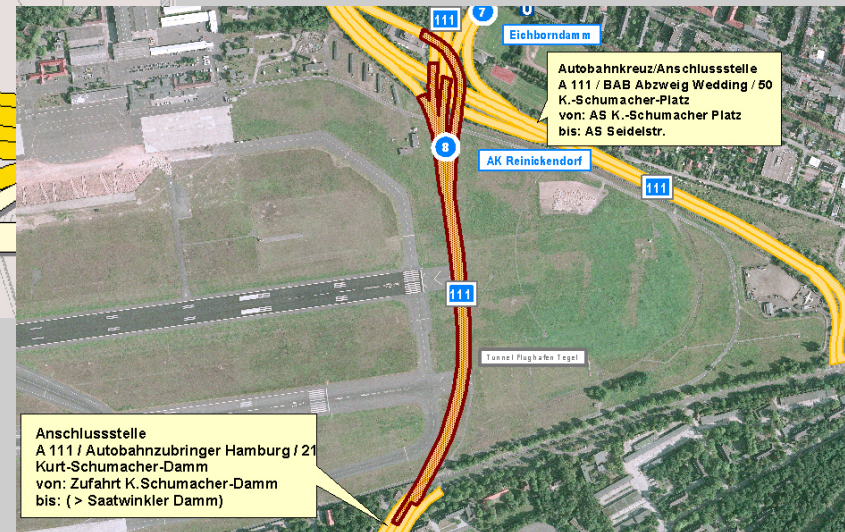 111
7
Eichborndamm
Autobahnkreuz/Anschlussstelle
A 111 / BAB Abzweig Wedding / 50
K.-Schumacher-Platz
von: AS K.-Schumacher Platz
bis: AS Seidelstr.
8
AK Reinickendorf
111
111
Tunnel Flughafen Tegel
Anschlussstelle
A 111 / Autobahnzubringer Hamburg / 21
Kurt-Schumacher-Damm
von: Zufahrt K.Schumacher-Damm
bis: ( > Saatwinkler Damm)